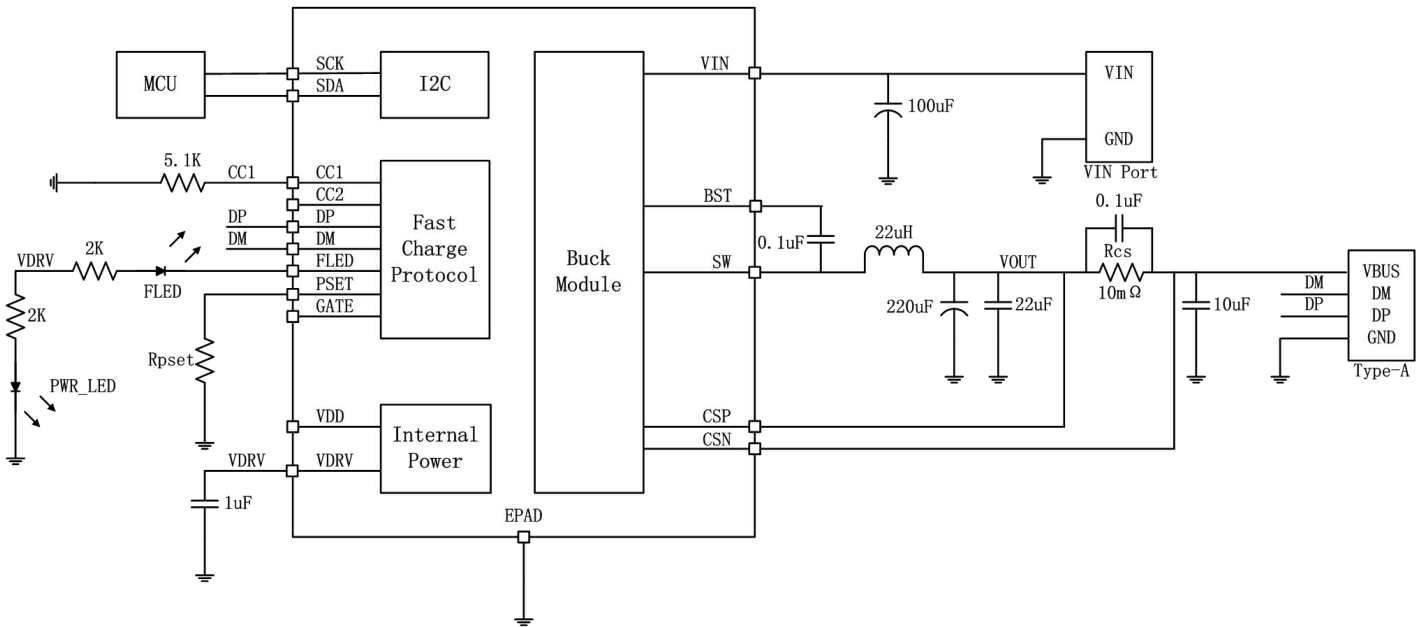 MCU
SCK
SDA
I2C
5.1K
CC1
CC1
CC2
DP
DP
DM
DM
FLED
PSET
GATE
Fast
Charge
Protocol
VDRV
2K
FLED
2K
PWR_LED
Rpset
VDD
VDRV
VDRV
Internal
Power
1uF
EPAD
Buck
Module
VIN
BST
SW
CSP
CSN
100uF
VIN
GND
VIN Port
0.1uF
22uH
VOUT
220uF
22uF
0.1uF
Rcs
10mΩ
10uF
DM
DP
VBUS
DM
DP
GND
Type-A